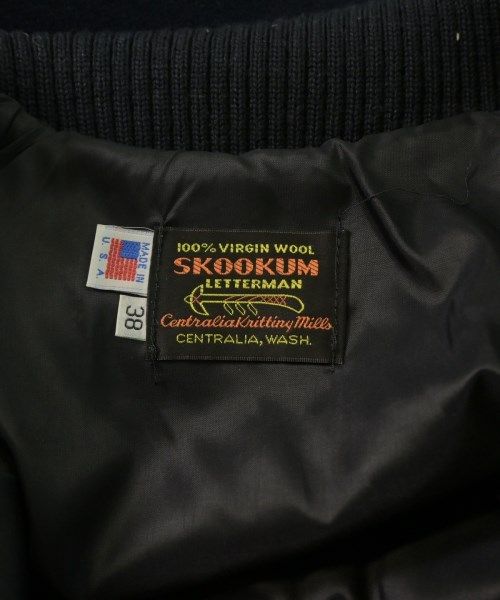 100% VIRGIN WOOL
SKOOKUM
LETTERMAN
Centralia Knitting Mills
CENTRALIA, WASH.
MADE IN
U.S.A
38